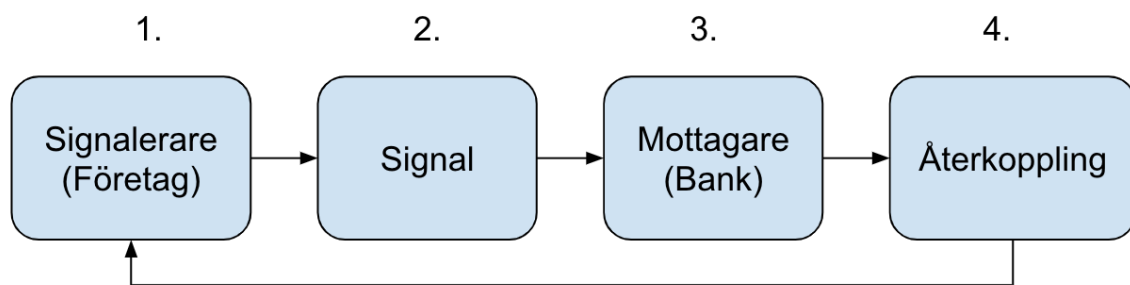 1.
2.
3.
4.
Signalerare
(Företag)
Signal
Mottagare
(Bank)
Återkoppling